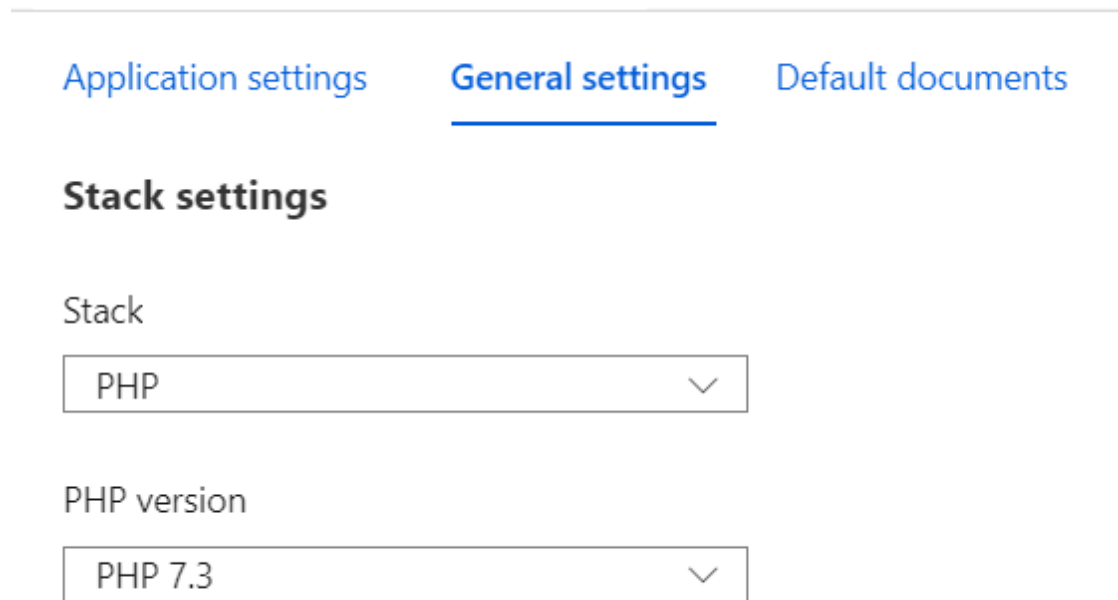 Application settings General settings Default documents
Stack settings
Stack
PHP
PHP version
PHP 7.3